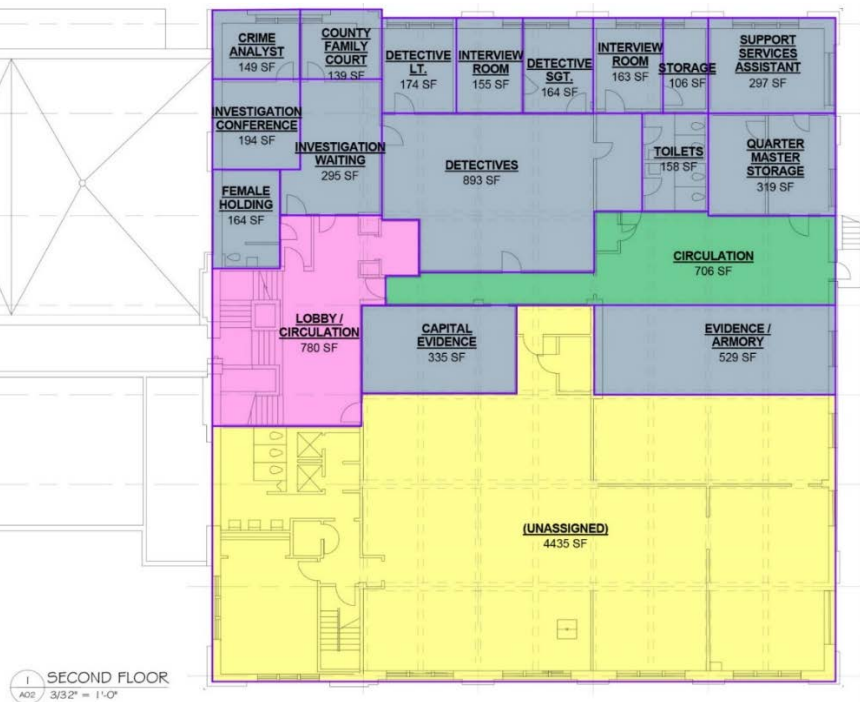 CRIME
ANALYST
149 SF
COUNTY
FAMILY
COURT
139 SF
DETECTIVE
LT.
174 SF
INTERVIEW
ROOM
155 SF
DETECTIVE
SGT.
164 SF
INTERVIEW
ROOM
163 SF
STORAGE
106 SF
SUPPORT
SERVICES
ASSISTANT
297 SF
INVESTIGATION
CONFERENCE
194 SF
INVESTIGATION
WAITING
295 SF
DETECTIVES
893 SF
TOILETS
158 SF
QUARTER
MASTER
STORAGE
319 SF
FEMALE
HOLDING
164 SF
CIRCULATION
706 SF
LOBBY /
CIRCULATION
780 SF
CAPITAL
EVIDENCE
335 SF
EVIDENCE /
ARMORY
529 SF
(UNASSIGNED)
4435 SF
1
A02
SECOND FLOOR
3/32" = 1'-0"